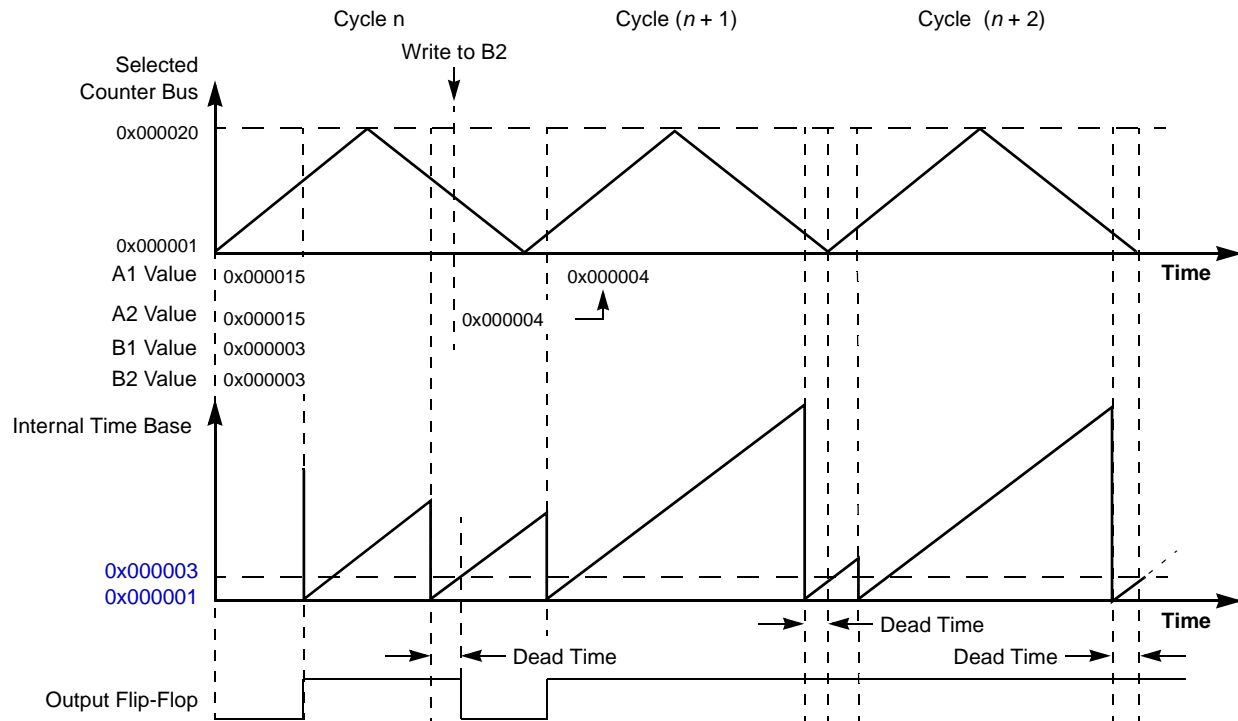 Cycle n
Cycle (n + 1)
Cycle (n + 2)
Write to B2
Selected
Counter Bus
0x000020
0x000001
Time
A1 Value
0x000015
0x000004
A2 Value
0x000015
0x000004
B1 Value
0x000003
B2 Value
0x000003
Internal Time Base
0x000003
0x000001
Time
Dead Time
Dead Time
Dead Time
Output Flip-Flop